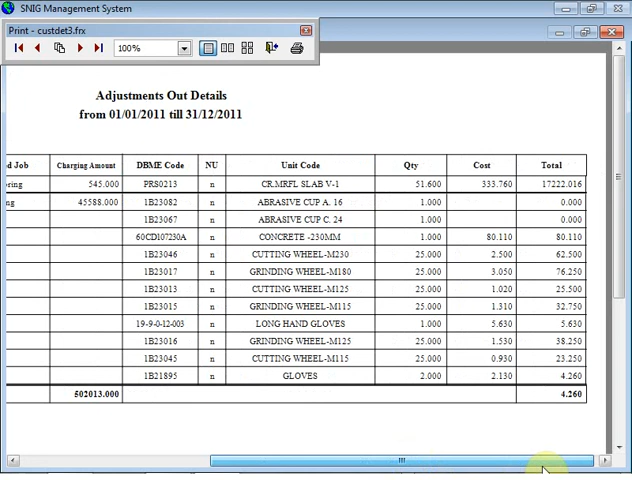 SNIG Management System
Print - custdet3.frx
100%
Adjustments Out Details
from 01/01/2011 till 31/12/2011
d Job Charging Amount DBME Code NU Unit Code Qty Cost Total
ring 545.000 PRS0213 n CR.MRFL SLAB V-1 51.600 333.760 17222.016
ng 45588.000 1B23082 n ABRASIVE CUP A. 16 1.000 0.000
1B23067 n ABRASIVE CUP C. 24 1.000 0.000
60CD107230A n CONCRETE -230MM 1.000 80.110 80.110
1B23046 n CUTTING WHEEL-M230 25.000 2.500 62.500
1B23017 n GRINDING WHEEL-M180 25.000 3.050 76.250
1B23013 n CUTTING WHEEL-M125 25.000 1.020 25.500
1B23015 n GRINDING WHEEL-M115 25.000 1.310 32.750
19-9-0-12-003 n LONG HAND GLOVES 1.000 5.630 5.630
1B23016 n GRINDING WHEEL-M125 25.000 1.530 38.250
1B23045 n CUTTING WHEEL-M115 25.000 0.930 23.250
1B21895 n GLOVES 2.000 2.130 4.260
502013.000 4.260